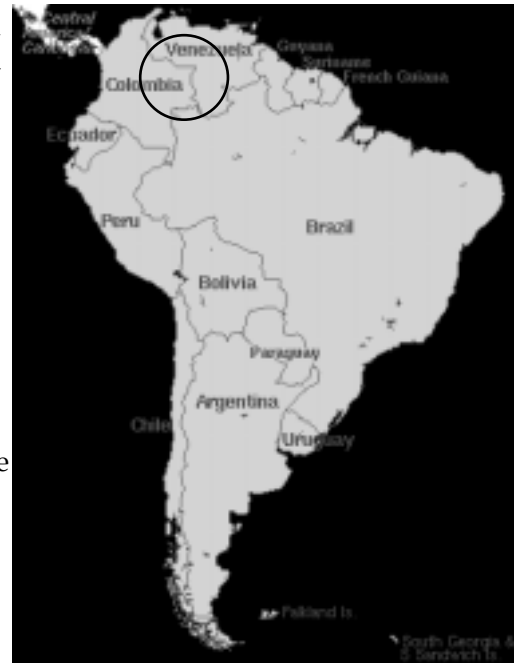 Central
America/
Venezuela
Guyana
Suriname
French Guiana
Colombia
Ecuador
Peru
Brazil
Bolivia
Paraguay
Argentina
Chile
Uruguay
e
Falkland Is.
South Georgia &
S Sandwich Is.